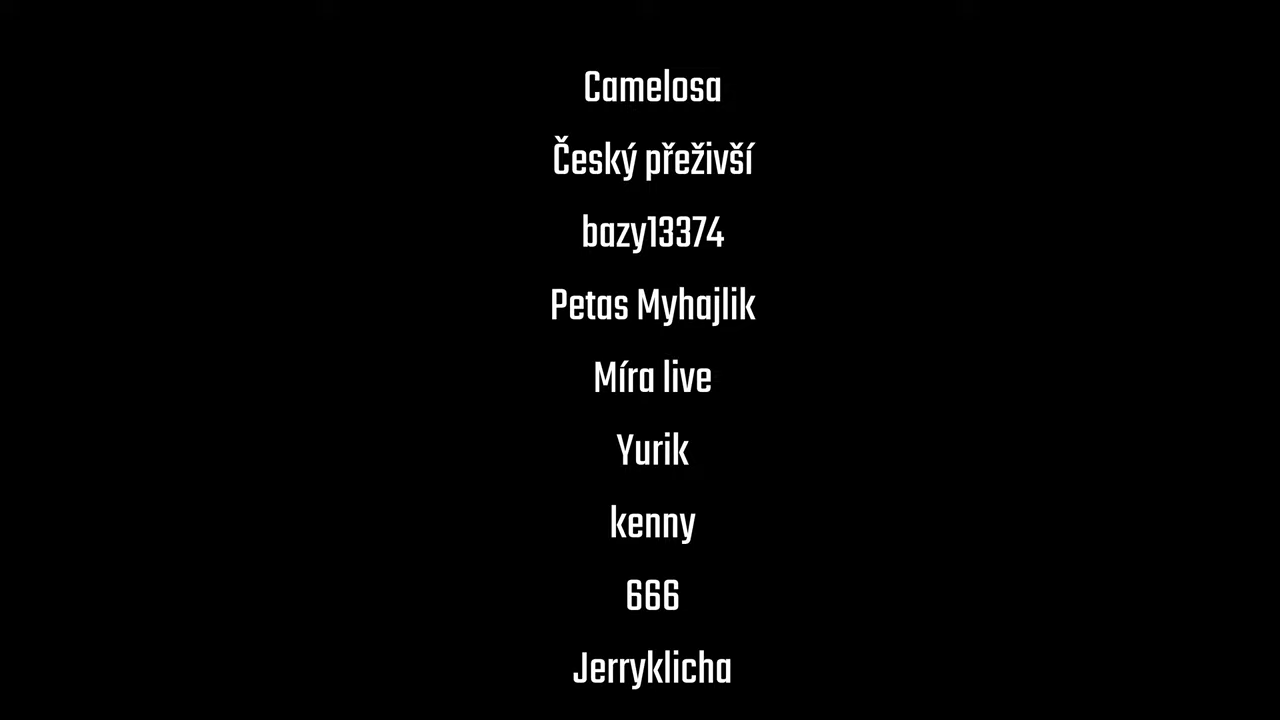 Camelosa
Český přeživší
bazy13374
Petas Myhajlik
Míra live
Yurik
kenny
666
Jerryklicha